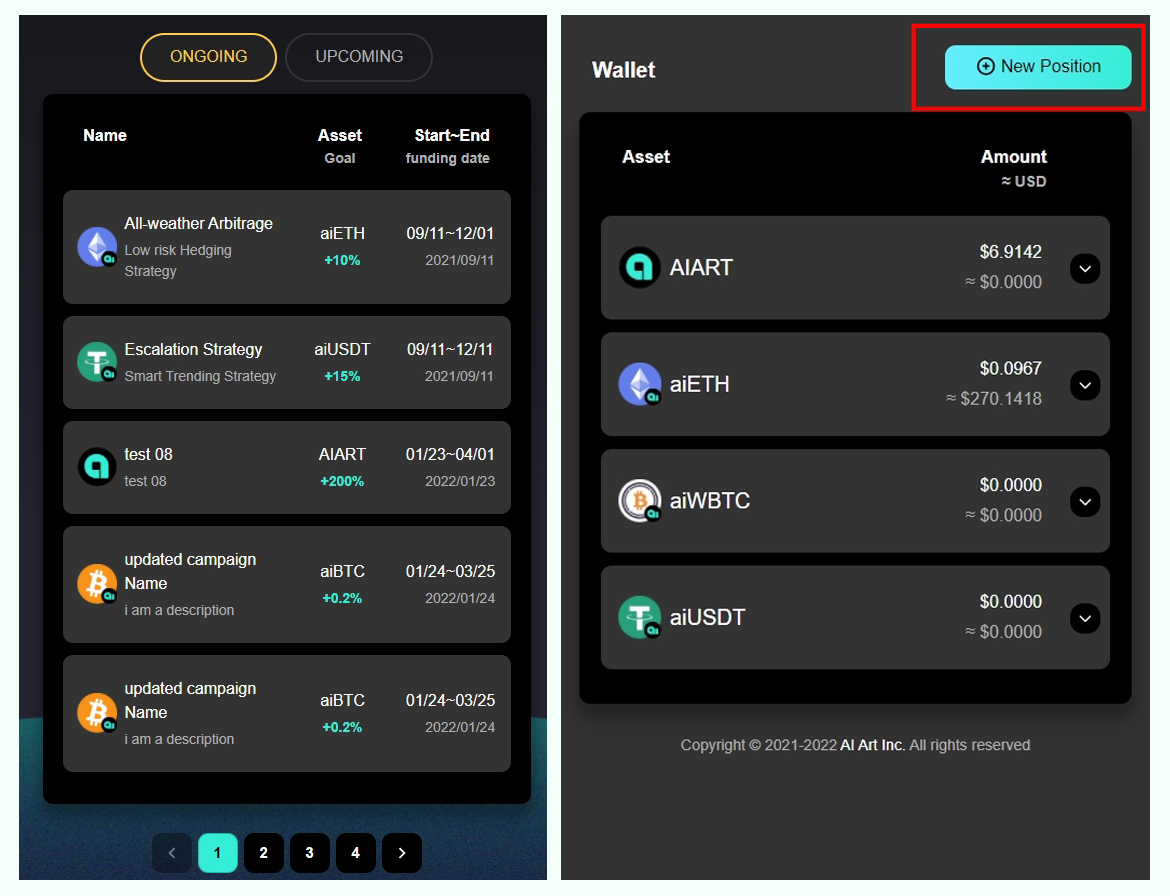 ONGOING UPCOMING
Name Asset Start~End
Goal funding date
All-weather Arbitrage aiETH 09/11~12/01
Low risk Hedging Strategy +10% 2021/09/11
Escalation Strategy aiUSDT 09/11~12/11
Smart Trending Strategy +15% 2021/09/11
test 08 AIART 01/23~04/01
test 08 +200% 2022/01/23
updated campaign Name aiBTC 01/24~03/25
i am a description +0.2% 2022/01/24
updated campaign Name aiBTC 01/24~03/25
i am a description +0.2% 2022/01/24
1 2 3 4
Wallet New Position
Asset Amount
≈ USD
AIART $6.9142
≈ $0.0000
aiETH $0.0967
≈ $270.1418
aiWBTC $0.0000
≈ $0.0000
aiUSDT $0.0000
≈ $0.0000
Copyright © 2021-2022 AI Art Inc. All rights reserved